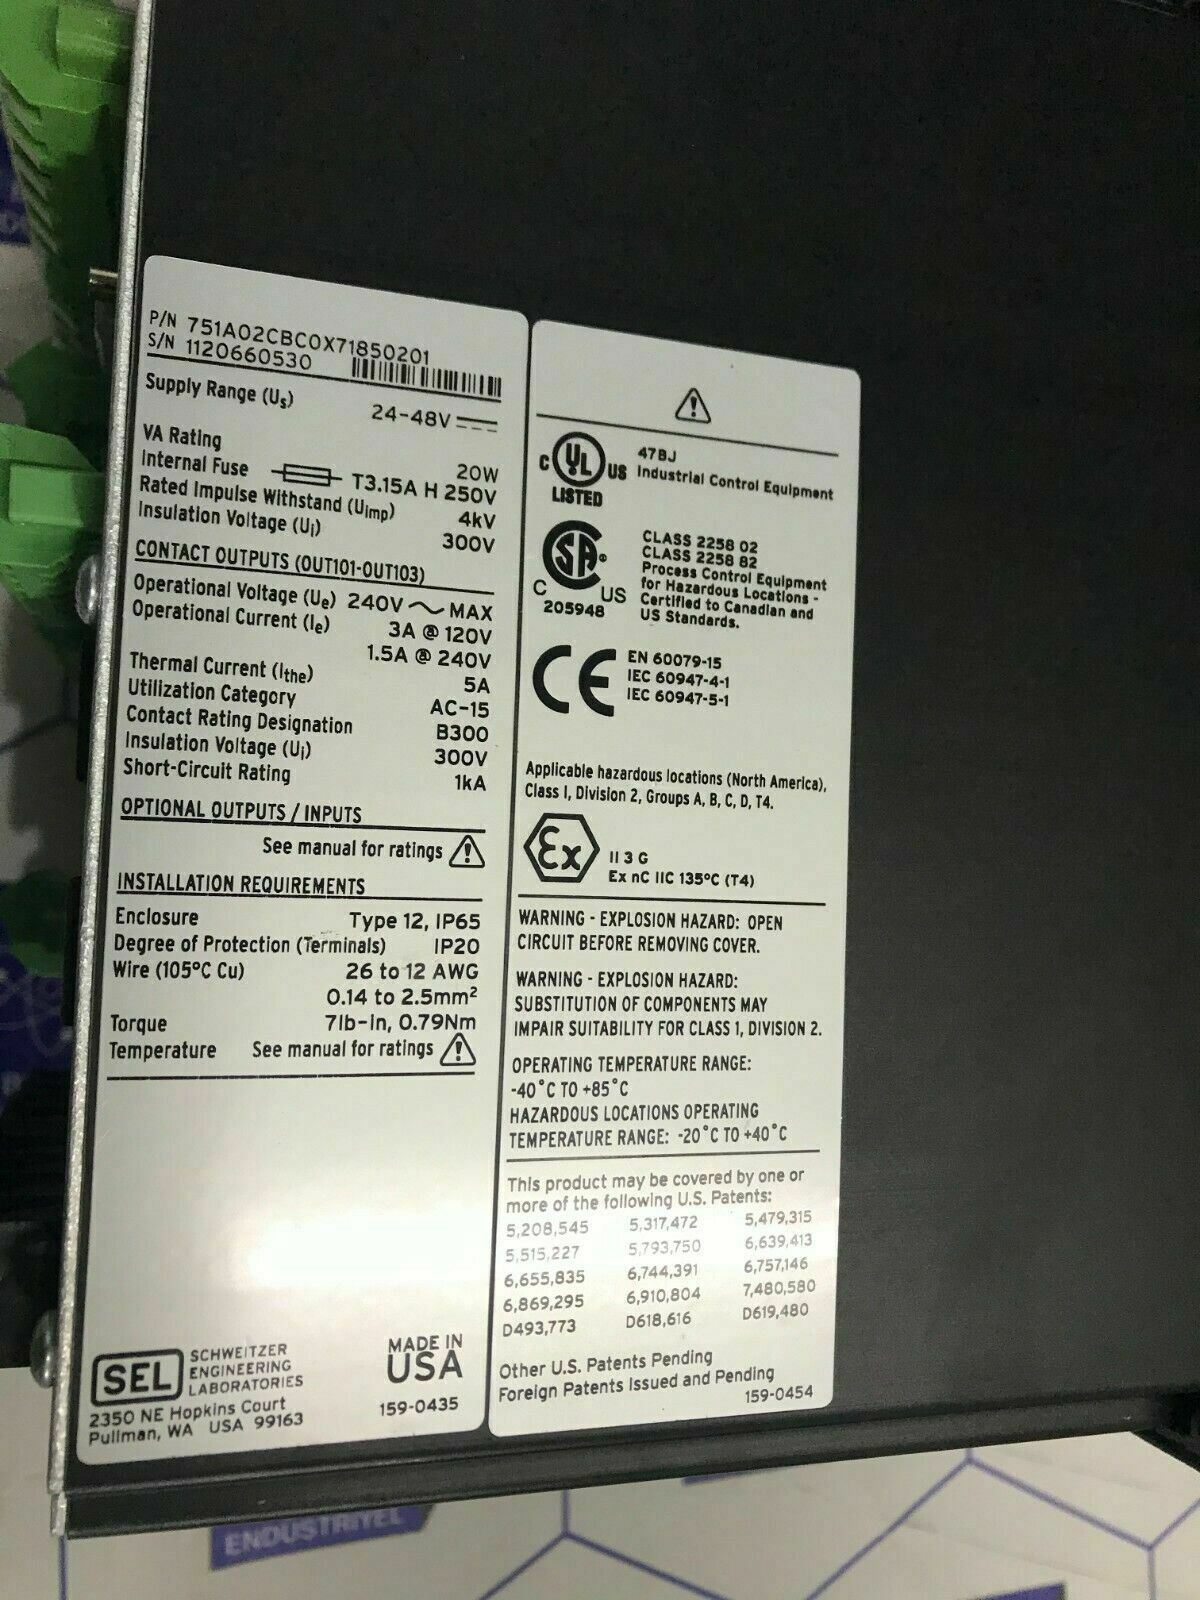 P/N 751A02CBC0X71850201
S/N 1120660530
Supply Range (Us) 24-48V
VA Rating 20W
Internal Fuse T3.15A H 250V
Rated Impulse Withstand (Uimp) 4kV
Insulation Voltage (Ui) 300V
CONTACT OUTPUTS (OUT101-OUT103)
Operational Voltage (Ue) 240V MAX
Operational Current (Ie) 3A @ 120V
1.5A @ 240V
Thermal Current (Ithe) 5A
Utilization Category AC-15
Contact Rating Designation B300
Insulation Voltage (Ui) 300V
Short-Circuit Rating 1kA
OPTIONAL OUTPUTS / INPUTS
See manual for ratings
INSTALLATION REQUIREMENTS
Enclosure Type 12, IP65
Degree of Protection (Terminals) IP20
Wire (105°C Cu) 26 to 12 AWG
0.14 to 2.5mm²
Torque 7lb-in, 0.79Nm
Temperature See manual for ratings
SEL SCHWEITZER
ENGINEERING
LABORATORIES
2350 NE Hopkins Court
Pullman, WA USA 99163
MADE IN
USA
159-0435
C UL US
LISTED
47BJ
Industrial Control Equipment
SA
C US
205948
CLASS 2258 02
CLASS 2258 82
Process Control Equipment
for Hazardous Locations -
Certified to Canadian and
US Standards.
CE
EN 60079-15
IEC 60947-4-1
IEC 60947-5-1
Applicable hazardous locations (North America),
Class I, Division 2, Groups A, B, C, D, T4.
Ex
II 3 G
Ex nC IIC 135°C (T4)
WARNING - EXPLOSION HAZARD: OPEN
CIRCUIT BEFORE REMOVING COVER.
WARNING - EXPLOSION HAZARD:
SUBSTITUTION OF COMPONENTS MAY
IMPAIR SUITABILITY FOR CLASS 1, DIVISION 2.
OPERATING TEMPERATURE RANGE:
-40°C TO +85°C
HAZARDOUS LOCATIONS OPERATING
TEMPERATURE RANGE: -20°C TO +40°C
This product may be covered by one or
more of the following U.S. Patents:
5,208,545 5,317,472 5,479,315
5,515,227 5,793,750 6,639,413
6,655,835 6,744,391 6,757,146
6,869,295 6,910,804 7,480,580
D493,773 D618,616 D619,480
Other U.S. Patents Pending
Foreign Patents Issued and Pending
159-0454
ENDUSTRIYEL